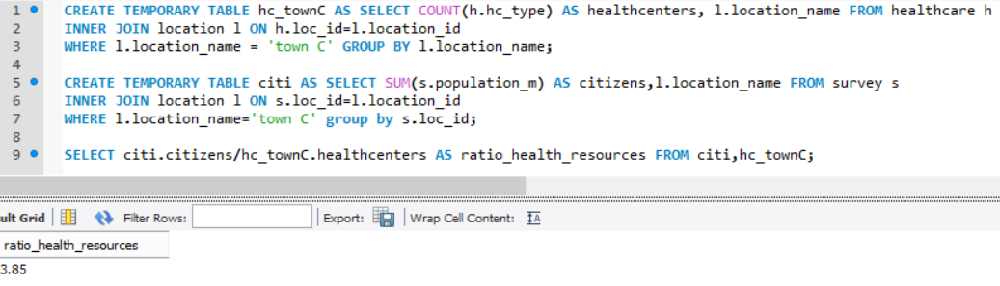 1 CREATE TEMPORARY TABLE hc_townC AS SELECT COUNT(h.hc_type) AS healthcenters, l.location_name FROM healthcare h
2 INNER JOIN location l ON h.loc_id=l.location_id
3 WHERE l.location_name = 'town C' GROUP BY l.location_name;
4
5 CREATE TEMPORARY TABLE citi AS SELECT SUM(s.population_m) AS citizens,l.location_name FROM survey s
6 INNER JOIN location l ON s.loc_id=l.location_id
7 WHERE l.location_name='town C' group by s.loc_id;
8
9 SELECT citi.citizens/hc_townC.healthcenters AS ratio_health_resources FROM citi,hc_townC;
ult Grid Filter Rows: Export: Wrap Cell Content: IA
ratio_health_resources
3.85